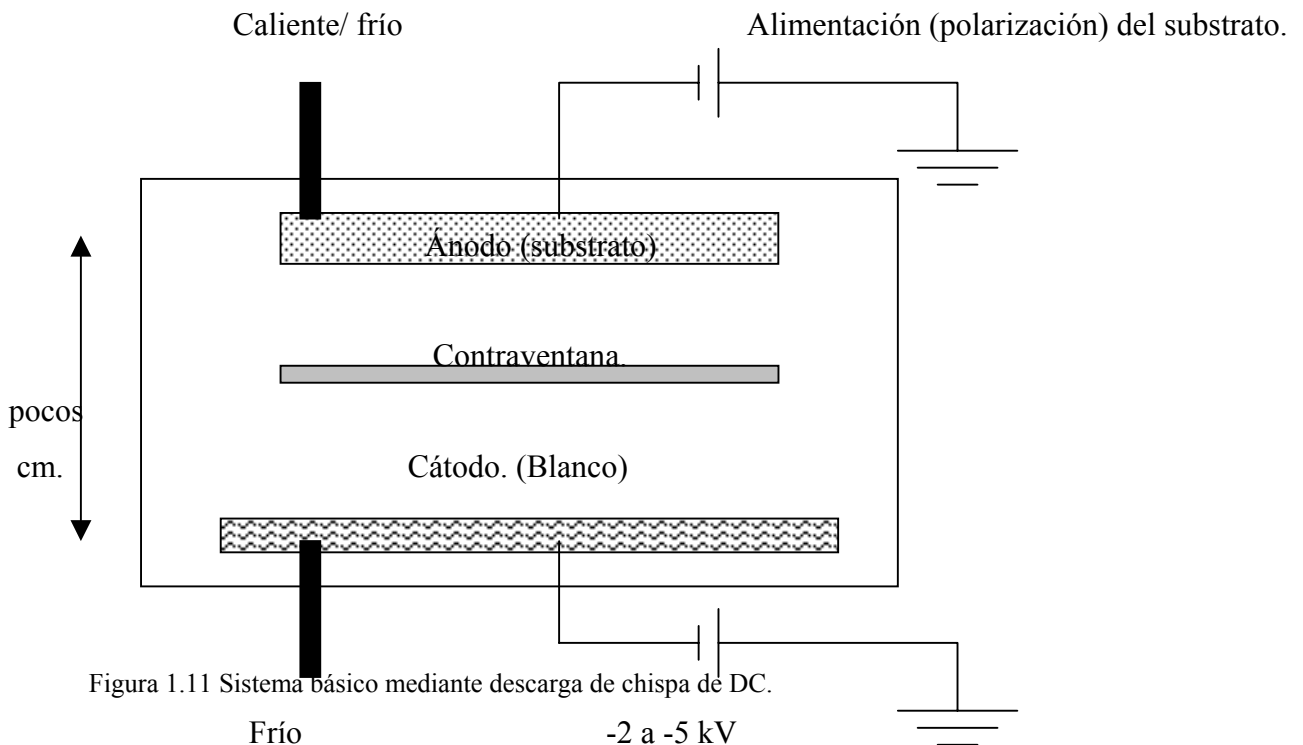 Caliente/ frío
Alimentación (polarización) del substrato.
Ánodo (substrato)
Contraventana.
pocos
cm.
Cátodo. (Blanco)
Figura 1.11 Sistema básico mediante descarga de chispa de DC.
Frío
-2 a -5 kV